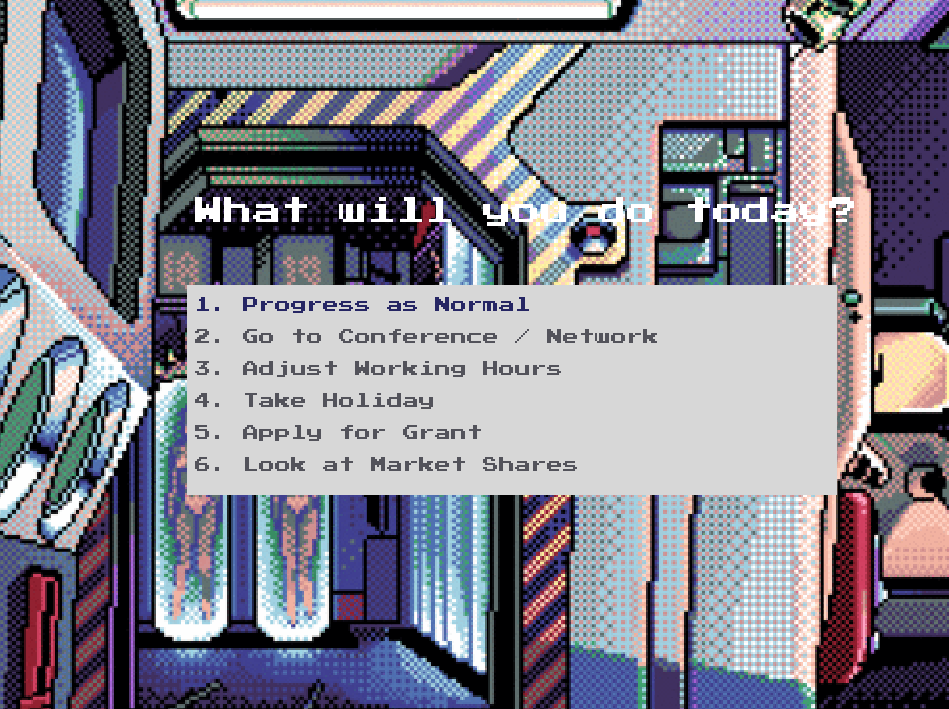 What will you do today?
1. Progress as Normal
2. Go to Conference / Network
3. Adjust Working Hours
4. Take Holiday
5. Apply for Grant
6. Look at Market Shares